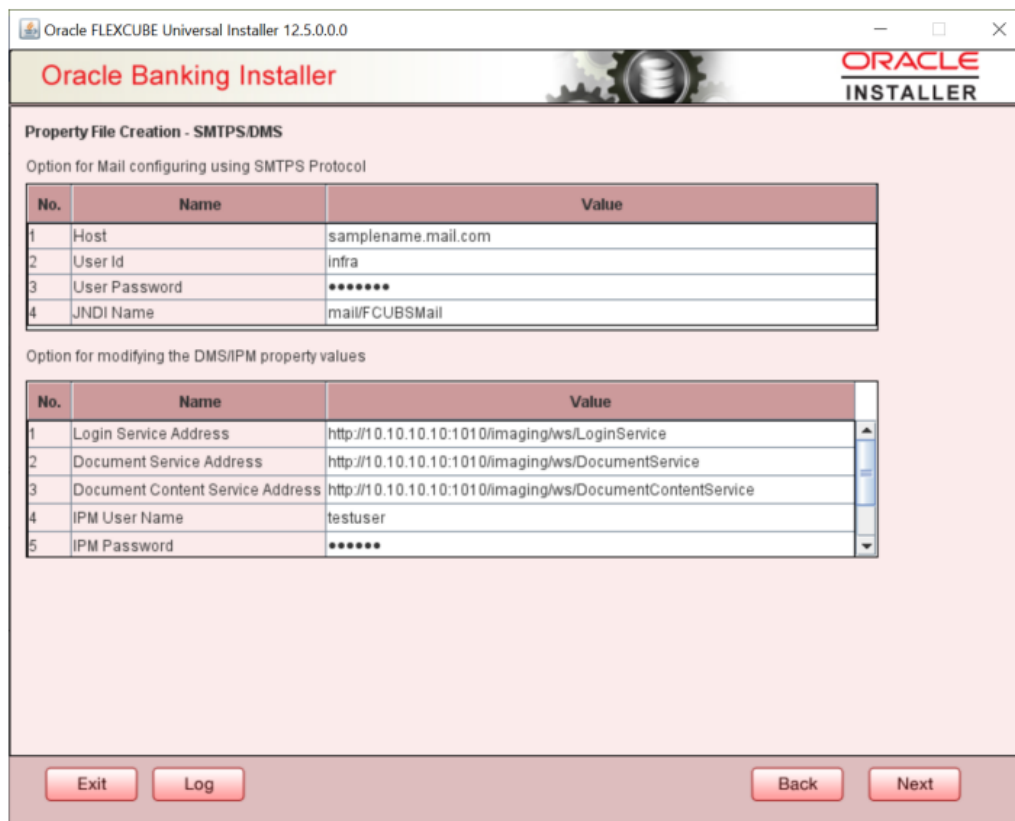 Oracle FLEXCUBE Universal Installer 12.5.0.0.0
Oracle Banking Installer
ORACLE
INSTALLER
Property File Creation - SMTPS/DMS
Option for Mail configuring using SMTPS Protocol
No. Name Value
1 Host samplename.mail.com
2 User Id infra
3 User Password •••••••
4 JNDI Name mail/FCUBSMail
Option for modifying the DMS/IPM property values
No. Name Value
1 Login Service Address http://10.10.10.10:1010/imaging/ws/LoginService
2 Document Service Address http://10.10.10.10:1010/imaging/ws/DocumentService
3 Document Content Service Address http://10.10.10.10:1010/imaging/ws/DocumentContentService
4 IPM User Name testuser
5 IPM Password ••••••
Exit Log Back Next